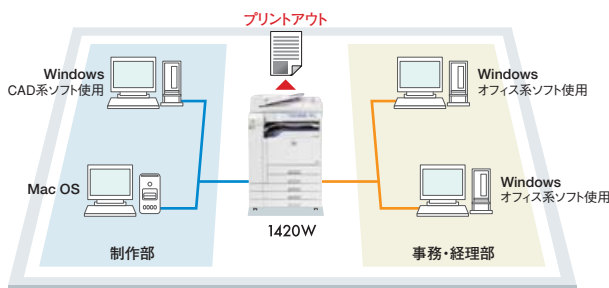 プリントアウト
Windows
CAD系ソフト使用
Mac OS
制作部
1420W
Windows
オフィス系ソフト使用
Windows
オフィス系ソフト使用
事務・経理部